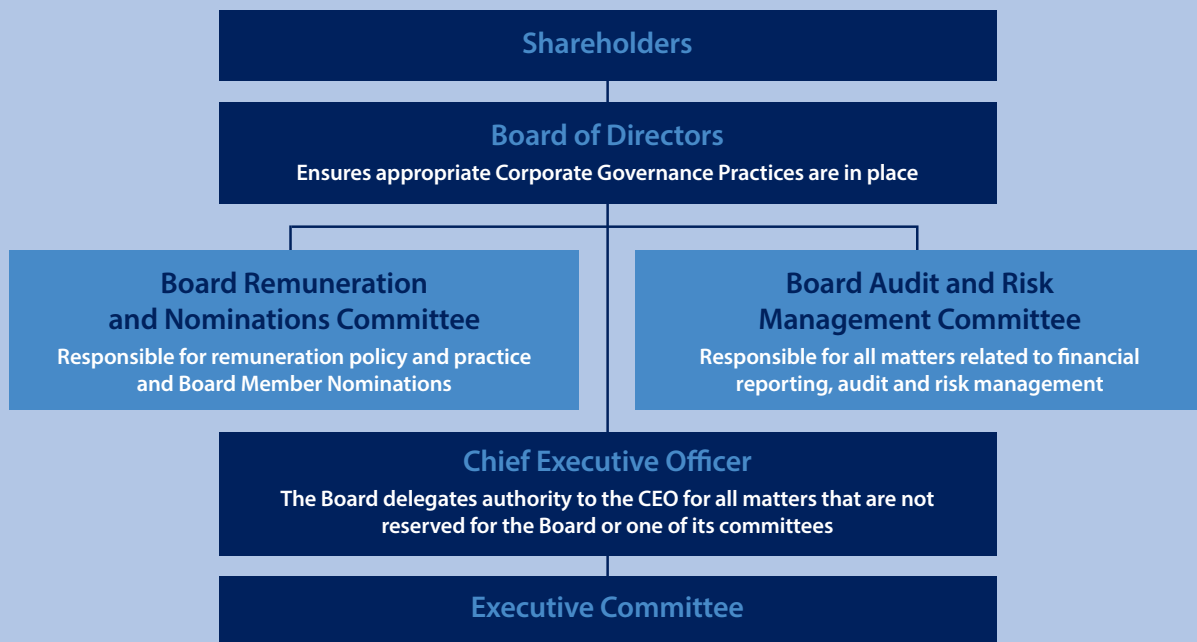 Shareholders
Board of Directors
Ensures appropriate Corporate Governance Practices are in place
Board Remuneration
and Nominations Committee
Responsible for remuneration policy and practice
and Board Member Nominations
Board Audit and Risk
Management Committee
Responsible for all matters related to financial
reporting, audit and risk management
Chief Executive Officer
The Board delegates authority to the CEO for all matters that are not
reserved for the Board or one of its committees
Executive Committee